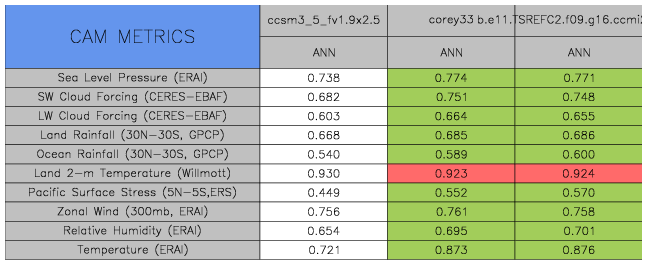 CAM METRICS
ccsm3_5_fv1.9x2.5 corey33 b.e11.TSREFC2.f09.g16.ccmi2
ANN ANN ANN
Sea Level Pressure (ERAI) 0.738 0.774 0.771
SW Cloud Forcing (CERES-EBAF) 0.682 0.751 0.748
LW Cloud Forcing (CERES-EBAF) 0.603 0.664 0.655
Land Rainfall (30N-30S, GPCP) 0.668 0.685 0.686
Ocean Rainfall (30N-30S, GPCP) 0.540 0.589 0.600
Land 2-m Temperature (Willmott) 0.930 0.923 0.924
Pacific Surface Stress (5N-5S,ERS) 0.449 0.552 0.570
Zonal Wind (300mb, ERAI) 0.756 0.761 0.758
Relative Humidity (ERAI) 0.654 0.695 0.701
Temperature (ERAI) 0.721 0.873 0.876